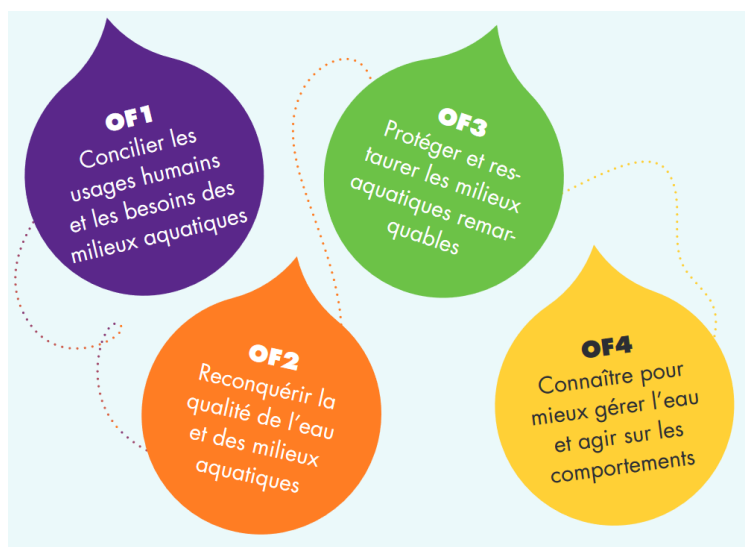 OF1
Concilier les
usages humains
et les besoins des
milieux aquatiques
OF2
Reconquérir la
qualité de l'eau
et des milieux
aquatiques
OF3
Protéger et res-
taurer les milieux
aquatiques remar-
quables
OF4
Connaître pour
mieux gérer l'eau
et agir sur les
comportements